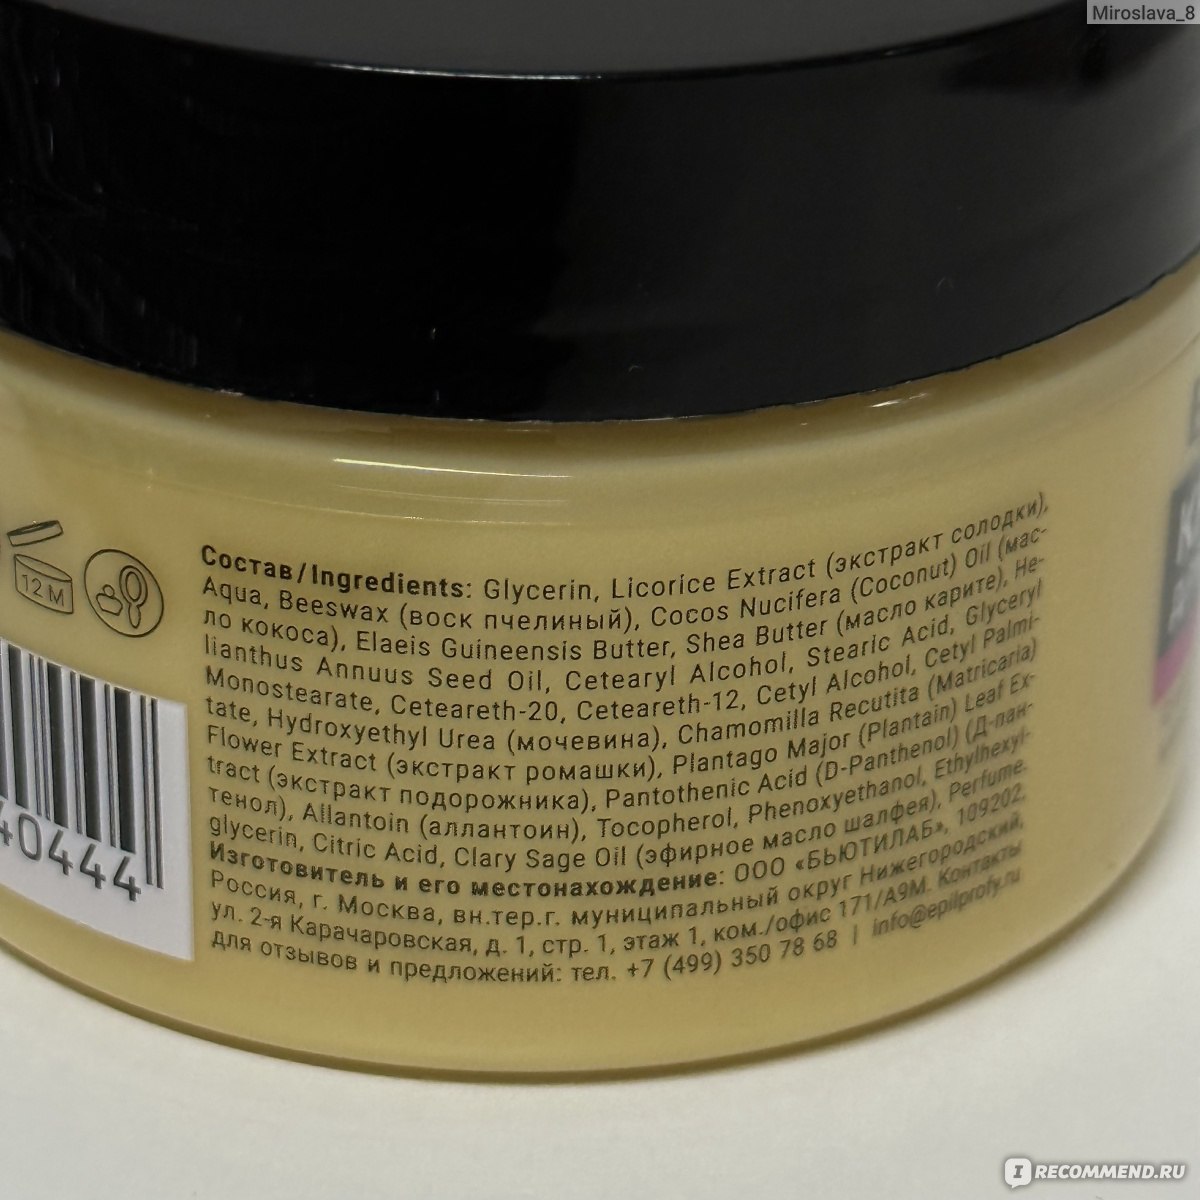 Miroslava_8
12 M
Состав/Ingredients: Glycerin, Licorice Extract (экстракт солодки),
Aqua, Beeswax (воск пчелиный), Cocos Nucifera (Coconut) Oil (мас-
ло кокоса), Elaeis Guineensis Butter, Shea Butter (масло карите), He-
lianthus Annuus Seed Oil, Cetearyl Alcohol, Stearic Acid, Glyceryl
Monostearate, Ceteareth-20, Ceteareth-12, Cetyl Alcohol, Cetyl Palmi-
tate, Hydroxyethyl Urea (мочевина), Chamomilla Recutita (Matricaria)
Flower Extract (экстракт ромашки), Plantago Major (Plantain) Leaf Ex-
tract (экстракт подорожника), Pantothenic Acid (D-Panthenol) (Д-пан-
тенол), Allantoin (аллантоин), Tocopherol, Phenoxyethanol, Ethylhexyl-
glycerin, Citric Acid, Clary Sage Oil (эфирное масло шалфея), Perfume.
Изготовитель и его местонахождение: ООО «БЬЮТИЛАБ», 109202,
Россия, г. Москва, вн.тер.г. муниципальный округ Нижегородский,
ул. 2-я Карачаровская, д. 1, стр. 1, этаж 1, ком./офис 171/А9М. Контакты
для отзывов и предложений: тел. +7 (499) 350 78 68 | info@epilprofy.ru
40444
IRECOMMEND.RU